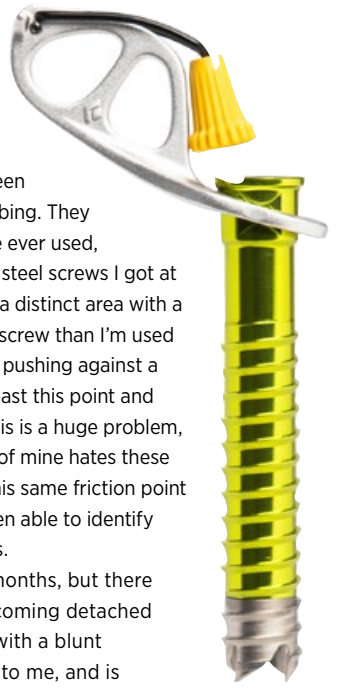 een
bing. They
e ever used,
steel screws I got at
a distinct area with a
screw than I'm used
pushing against a
ast this point and
is is a huge problem,
of mine hates these
is same friction point
en able to identify
s.
months, but there
coming detached
with a blunt
to me, and is